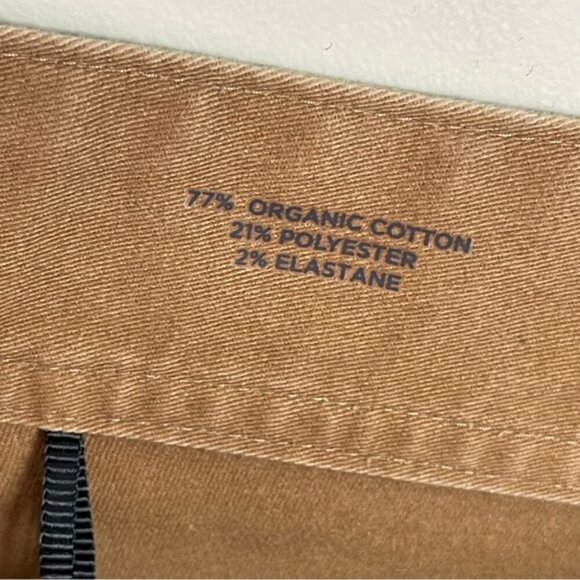 77% ORGANIC COTTON
21% POLYESTER
2% ELASTANE